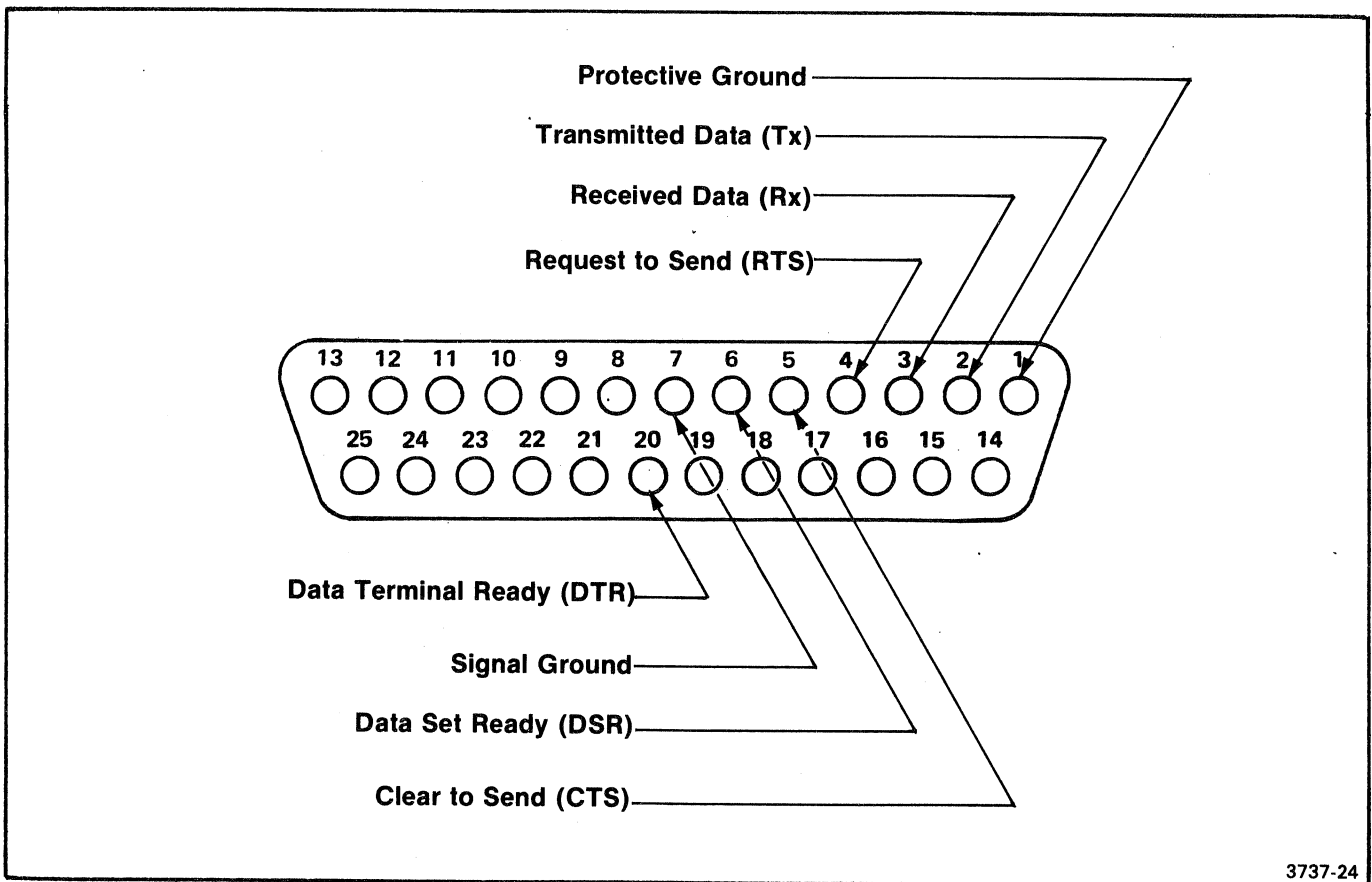 Protective Ground
Transmitted Data (Tx)
Received Data (Rx)
Request to Send (RTS)
13 12 11 10 9 8 7 6 5 4 3 2 1
25 24 23 22 21 20 19 18 17 16 15 14
Data Terminal Ready (DTR)
Signal Ground
Data Set Ready (DSR)
Clear to Send (CTS)
3737-24